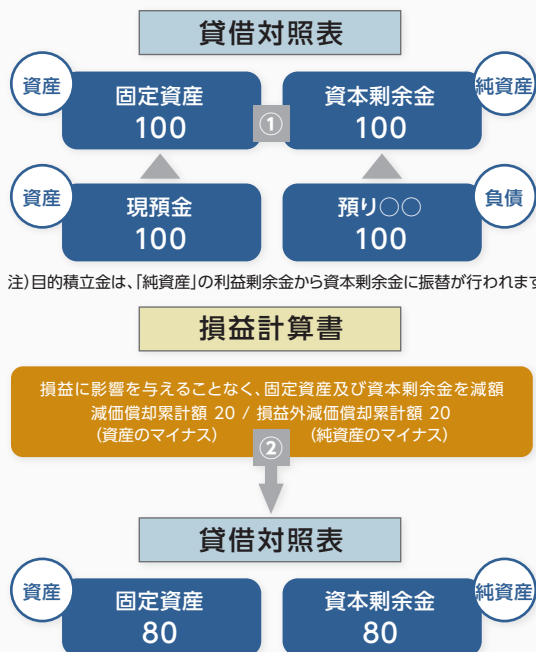 貸借対照表
資産
固定資産
100
①
資本剰余金
100
純資産
資産
現預金
100
預り○○
100
負債
注)目的積立金は、「純資産」の利益剰余金から資本剰余金に振替が行われます
損益計算書
損益に影響を与えることなく、固定資産及び資本剰余金を減額
減価償却累計額 20 / 損益外減価償却累計額 20
(資産のマイナス) (純資産のマイナス)
②
貸借対照表
資産
固定資産
80
資本剰余金
80
純資産